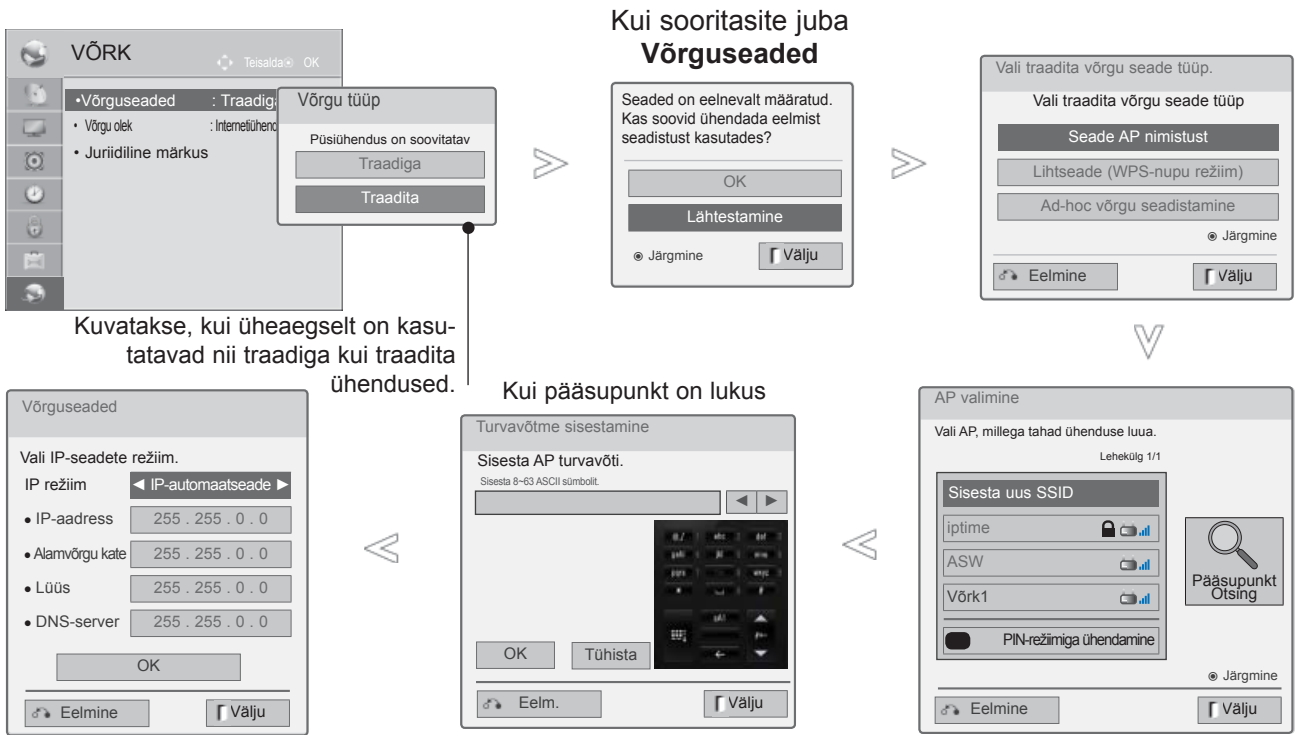 Kui sooritasite juba
Võrguseaded
VÕRK
Teisalda OK
•Võrguseaded : Traadiga
• Võrgu olek : Internetiühend
• Juriidiline märkus
Võrgu tüüp
Püsiühendus on soovitatav
Traadiga
Traadita
Kuvatakse, kui üheaegselt on kasu-
tatavad nii traadiga kui traadita
ühendused.
Seaded on eelnevalt määratud.
Kas soovid ühendada eelmist
seadistust kasutades?
OK
Lähtestamine
◉ Järgmine
Välju
Vali traadita võrgu seade tüüp.
Vali traadita võrgu seade tüüp
Seade AP nimistust
Lihtseade (WPS-nupu režiim)
Ad-hoc võrgu seadistamine
◉ Järgmine
Eelmine
Välju
AP valimine
Vali AP, millega tahad ühenduse luua.
Lehekülg 1/1
Sisesta uus SSID
iptime
ASW
Võrk1
PIN-režiimiga ühendamine
Pääsupunkt
Otsing
◉ Järgmine
Eelmine
Välju
Kui pääsupunkt on lukus
Turvavõtme sisestamine
Sisesta AP turvavõti.
Sisesta 8~63 ASCII sümbolit.
◀ ▶
OK
Tühista
Eelm.
Välju
Võrguseaded
Vali IP-seadete režiim.
IP režiim ◀ IP-automaatseade ▶
● IP-aadress 255 . 255 . 0 . 0
● Alamvõrgu kate 255 . 255 . 0 . 0
● Lüüs 255 . 255 . 0 . 0
● DNS-server 255 . 255 . 0 . 0
OK
Eelmine
Välju